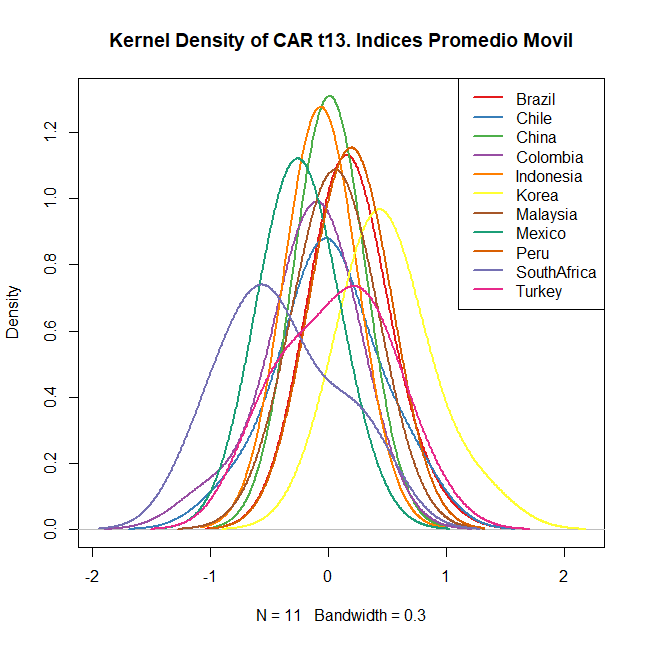 Kernel Density of CAR t13. Indices Promedio Movil
Density
0.0
0.2
0.4
0.6
0.8
1.0
1.2
Brazil
Chile
China
Colombia
Indonesia
Korea
Malaysia
Mexico
Peru
SouthAfrica
Turkey
-2 -1 0 1 2
N = 11 Bandwidth = 0.3